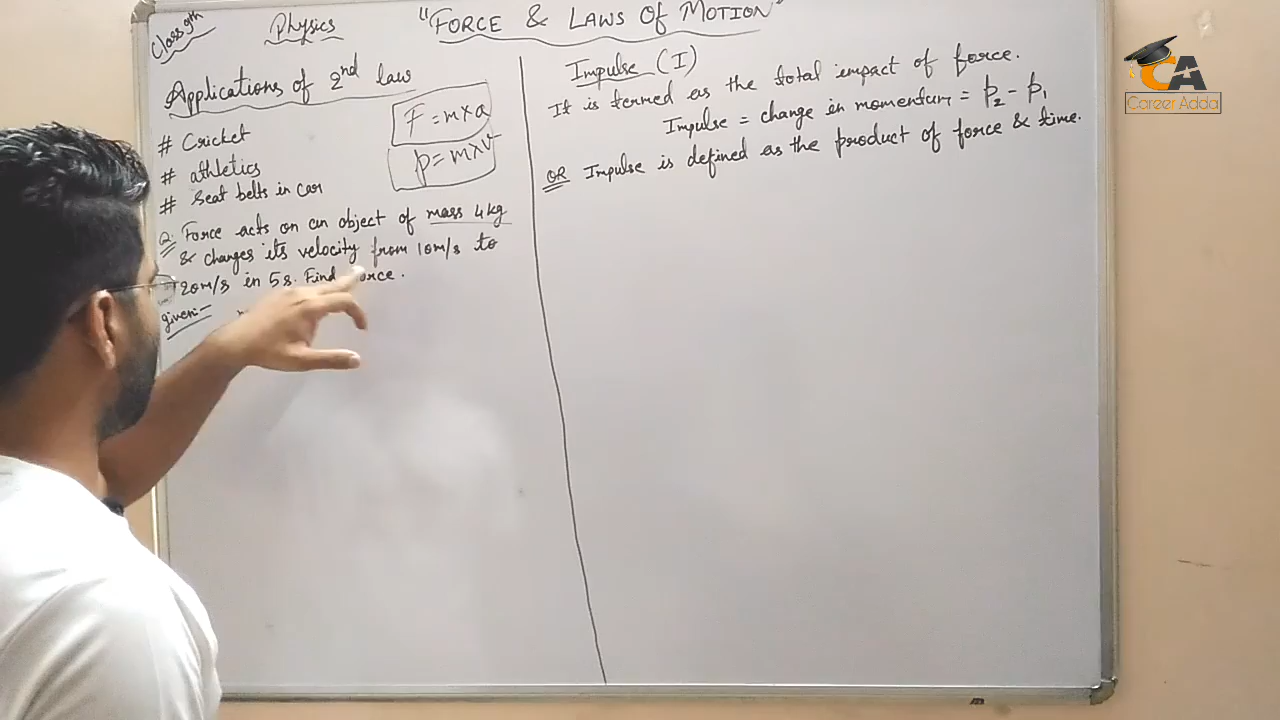 Class 9th
Physics
"FORCE & LAWS OF MOTION"
Applications of 2nd law
# Cricket
# athletics
# Seat belts in car
F = m×a
p = m×v
Q. Force acts on an object of mass 4kg
& changes its velocity from 10m/s to
20m/s in 5s. Find
given:-
Impulse (I)
It is termed as the total impact of force.
Impulse = change in momentum = p2 - p1
OR Impulse is defined as the product of force & time.
CA
Career Adda